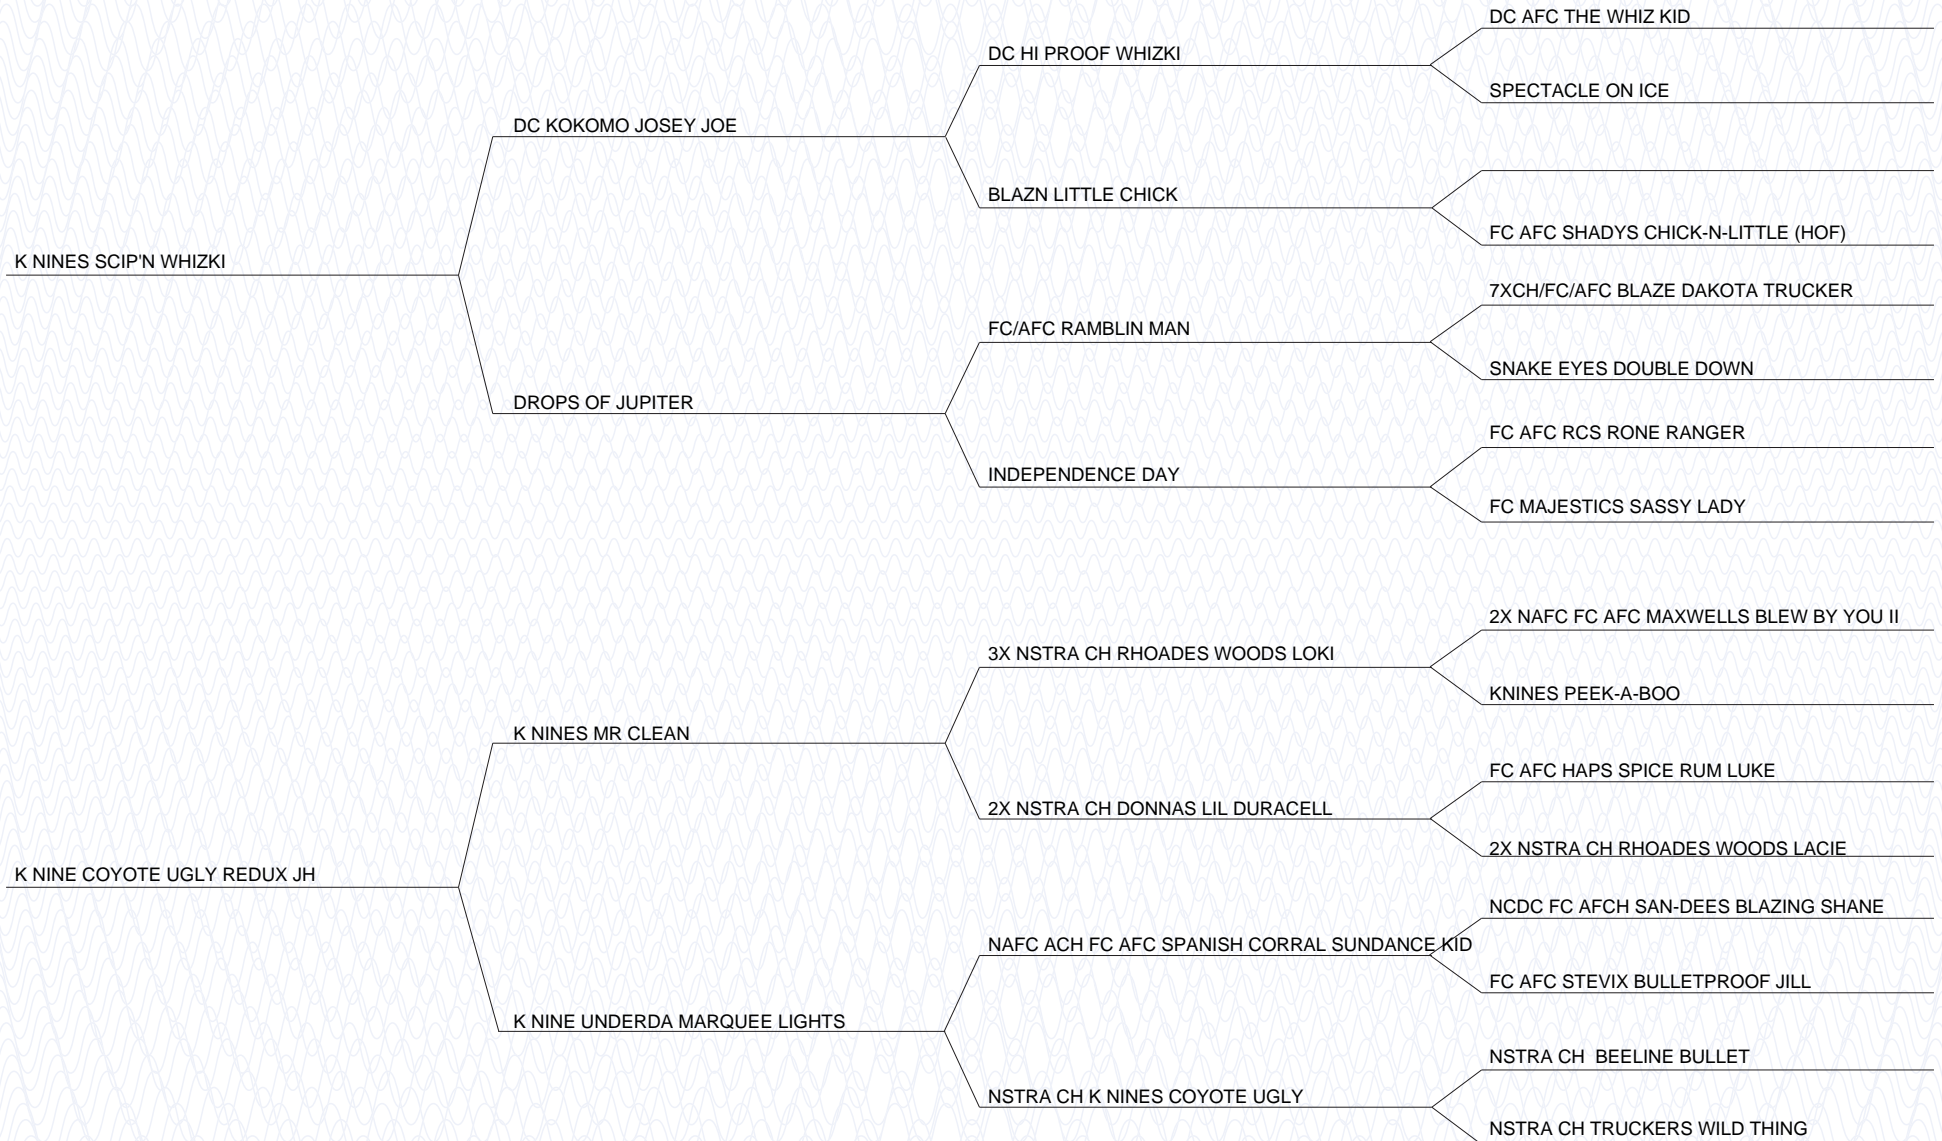 DC AFC THE WHIZ KID
DC HI PROOF WHIZKI
SPECTACLE ON ICE
DC KOKOMO JOSEY JOE
BLAZN LITTLE CHICK
FC AFC SHADYS CHICK-N-LITTLE (HOF)
K NINES SCIP'N WHIZKI
7XCH/FC/AFC BLAZE DAKOTA TRUCKER
FC/AFC RAMBLIN MAN
SNAKE EYES DOUBLE DOWN
DROPS OF JUPITER
FC AFC RCS RONE RANGER
INDEPENDENCE DAY
FC MAJESTICS SASSY LADY
2X NAFC FC AFC MAXWELLS BLEW BY YOU II
3X NSTRA CH RHOADES WOODS LOKI
KNINES PEEK-A-BOO
K NINES MR CLEAN
FC AFC HAPS SPICE RUM LUKE
2X NSTRA CH DONNAS LIL DURACELL
2X NSTRA CH RHOADES WOODS LACIE
K NINE COYOTE UGLY REDUX JH
NCDC FC AFCH SAN-DEES BLAZING SHANE
NAFC ACH FC AFC SPANISH CORRAL SUNDANCE KID
FC AFC STEVIX BULLETPROOF JILL
K NINE UNDERDA MARQUEE LIGHTS
NSTRA CH  BEELINE BULLET
NSTRA CH K NINES COYOTE UGLY
NSTRA CH TRUCKERS WILD THING